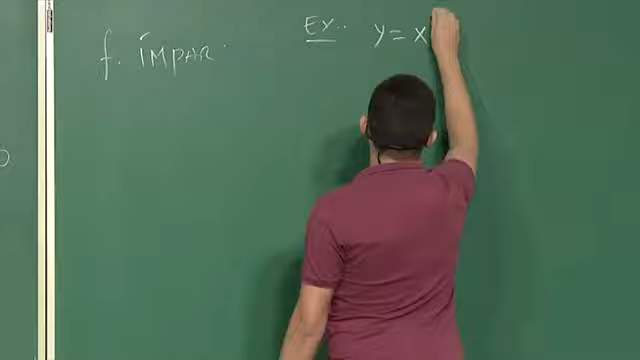 f. ÍMPAR.
Ex..
y = x